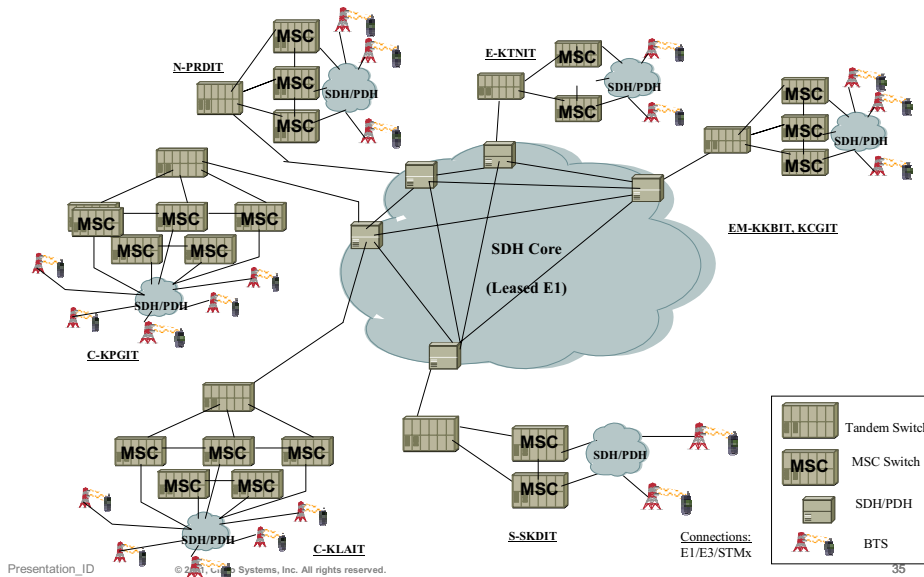 N-PRDIT
MSC
MSC
MSC
SDH/PDH
E-KTNIT
MSC
MSC
SDH/PDH
MSC
MSC
MSC
SDH/PDH
EM-KKBIT, KCGIT
MSC
MSC
MSC
MSC
MSC
SDH/PDH
C-KPGIT
SDH Core
(Leased E1)
MSC
MSC
MSC
MSC
MSC
SDH/PDH
C-KLAIT
MSC
MSC
SDH/PDH
S-SKDIT
Connections:
E1/E3/STMx
Tandem Switch
MSC
MSC Switch
SDH/PDH
BTS
Presentation_ID
© 2001, Cisco Systems, Inc. All rights reserved.
35